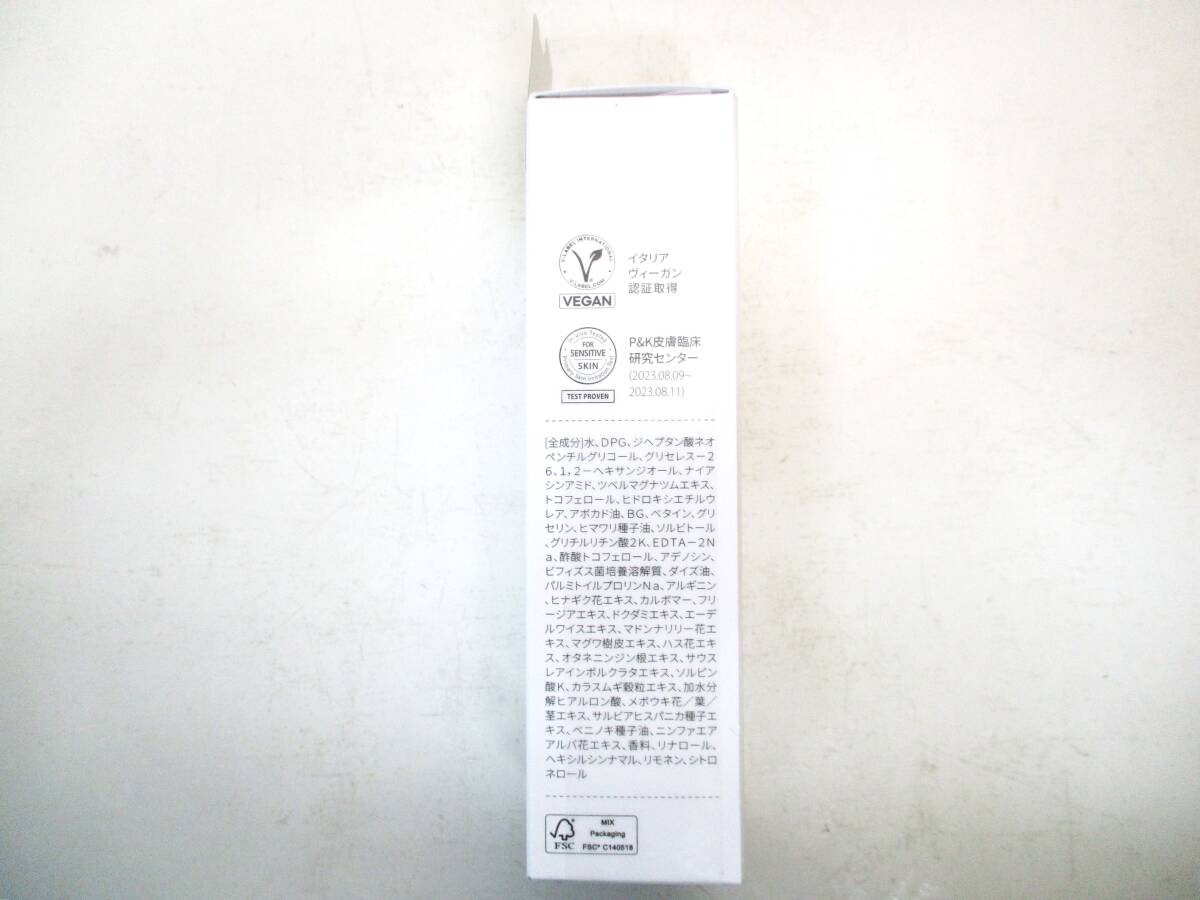 V-LABEL INTERNATIONAL
V-LABEL.COM
VEGAN
イタリア
ヴィーガン
認証取得
In vivo Tested
FOR
SENSITIVE
SKIN
Primary Skin Irritation Test
TEST PROVEN
P&K皮膚臨床
研究センター
(2023.08.09~
2023.08.11)
[全成分]水、DPG、ジヘプタン酸ネオ
ペンチルグリコール、グリセレス－２
６、１，２－ヘキサンジオール、ナイア
シンアミド、ツベルマグナツムエキス、
トコフェロール、ヒドロキシエチルウ
レア、アボカド油、BG、ベタイン、グリ
セリン、ヒマワリ種子油、ソルビトール
、グリチルリチン酸２K、EDTA－２N
a、酢酸トコフェロール、アデノシン、
ビフィズス菌培養溶解質、ダイズ油、
パルミトイルプロリンNa、アルギニン
、ヒナギク花エキス、カルボマー、フリ
ージアエキス、ドクダミエキス、エーデ
ルワイスエキス、マドンナリリー花エ
キス、マグワ樹皮エキス、ハス花エキ
ス、オタネニンジン根エキス、サウス
レアインボルクラタエキス、ソルビン
酸K、カラスムギ穀粒エキス、加水分
解ヒアルロン酸、メボウキ花／葉／
茎エキス、サルビアヒスパニカ種子エ
キス、ベニノキ種子油、ニンファエア
アルバ花エキス、香料、リナロール、
ヘキシルシンナマル、リモネン、シトロ
ネロール
FSC
MIX
Packaging
FSC® C140518